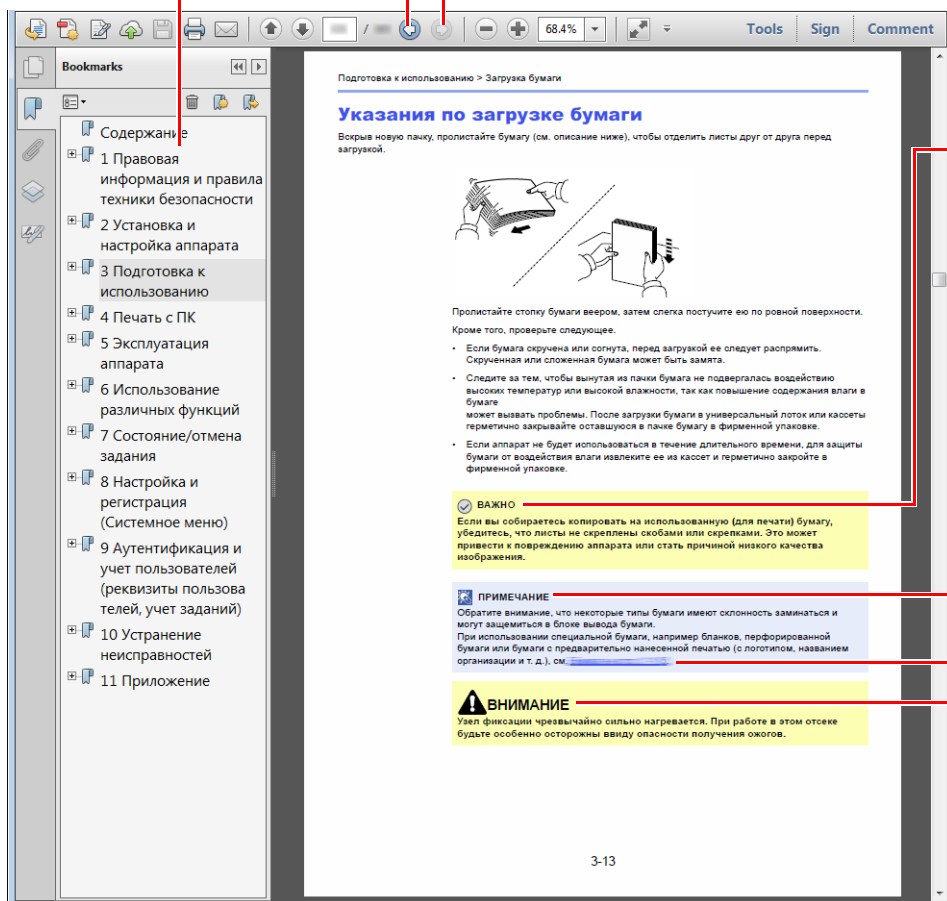 /
68.4%
Tools
Sign
Comment
Bookmarks
Содержание
1 Правовая
информация и правила
техники безопасности
2 Установка и
настройка аппарата
3 Подготовка к
использованию
4 Печать с ПК
5 Эксплуатация
аппарата
6 Использование
различных функций
7 Состояние/отмена
задания
8 Настройка и
регистрация
(Системное меню)
9 Аутентификация и
учет пользователей
(реквизиты пользова
телей, учет заданий)
10 Устранение
неисправностей
11 Приложение
Подготовка к использованию > Загрузка бумаги
Указания по загрузке бумаги
Вскрыв новую пачку, пролистайте бумагу (см. описание ниже), чтобы отделить листы друг от друга перед
загрузкой.
Пролистайте стопку бумаги веером, затем слегка постучите ею по ровной поверхности.
Кроме того, проверьте следующее.
• Если бумага скручена или согнута, перед загрузкой ее следует распрямить.
Скрученная или сложенная бумага может быть замята.
• Следите за тем, чтобы вынутая из пачки бумага не подвергалась воздействию
высоких температур или высокой влажности, так как повышение содержания влаги в
бумаге
может вызвать проблемы. После загрузки бумаги в универсальный лоток или кассеты
герметично закрывайте оставшуюся в пачке бумагу в фирменной упаковке.
• Если аппарат не будет использоваться в течение длительного времени, для защиты
бумаги от воздействия влаги извлеките ее из кассет и герметично закройте в
фирменной упаковке.
ВАЖНО
Если вы собираетесь копировать на использованную (для печати) бумагу,
убедитесь, что листы не скреплены скобами или скрепками. Это может
привести к повреждению аппарата или стать причиной низкого качества
изображения.
ПРИМЕЧАНИЕ
Обратите внимание, что некоторые типы бумаги имеют склонность заминаться и
могут защемиться в блоке вывода бумаги.
При использовании специальной бумаги, например бланков, перфорированной
бумаги или бумаги с предварительно нанесенной печатью (с логотипом, названием
организации и т. д.), см.
ВНИМАНИЕ
Узел фиксации чрезвычайно сильно нагревается. При работе в этом отсеке
будьте особенно осторожны ввиду опасности получения ожогов.
3-13